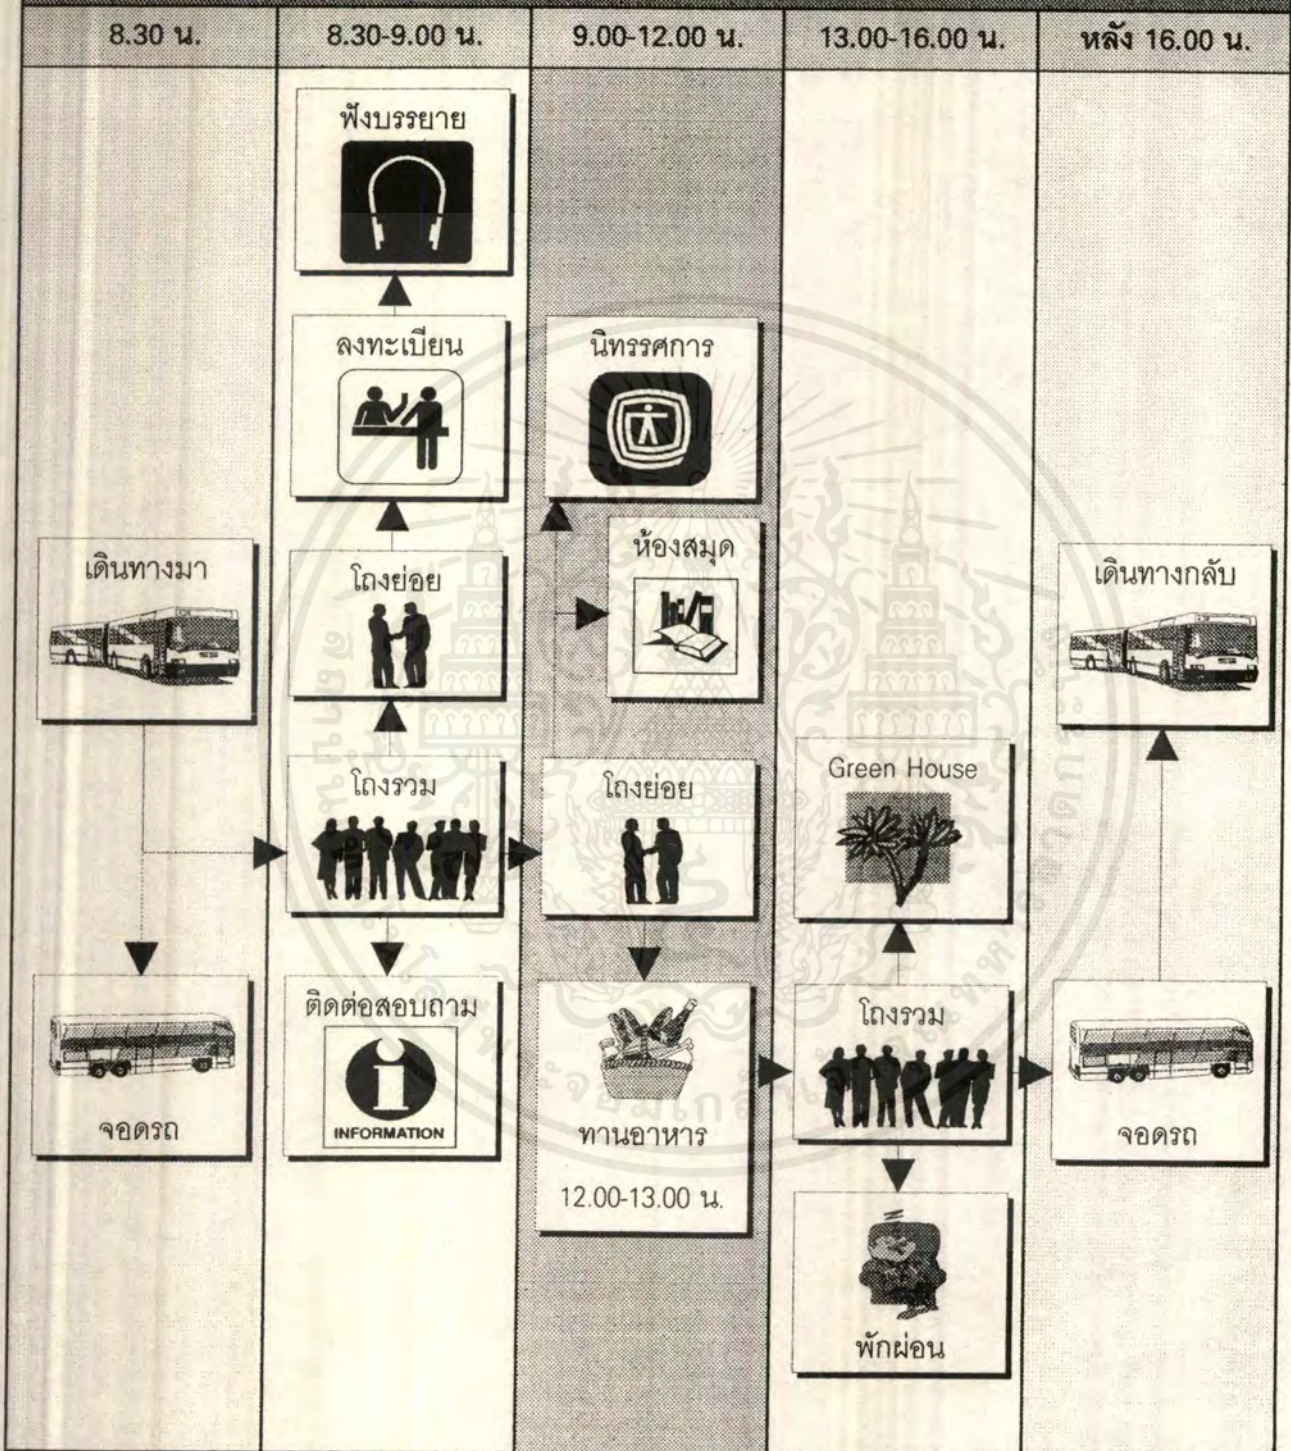 8.30 น.
8.30-9.00 น.
9.00-12.00 น.
13.00-16.00 น.
หลัง 16.00 น.
เดินทางมา
จอดรถ
ฟังบรรยาย
ลงทะเบียน
โถงย่อย
โถงรวม
ติดต่อสอบถาม
INFORMATION
นิทรรศการ
ห้องสมุด
โถงย่อย
ทานอาหาร
12.00-13.00 น.
Green House
โถงรวม
พักผ่อน
เดินทางกลับ
จอดรถ